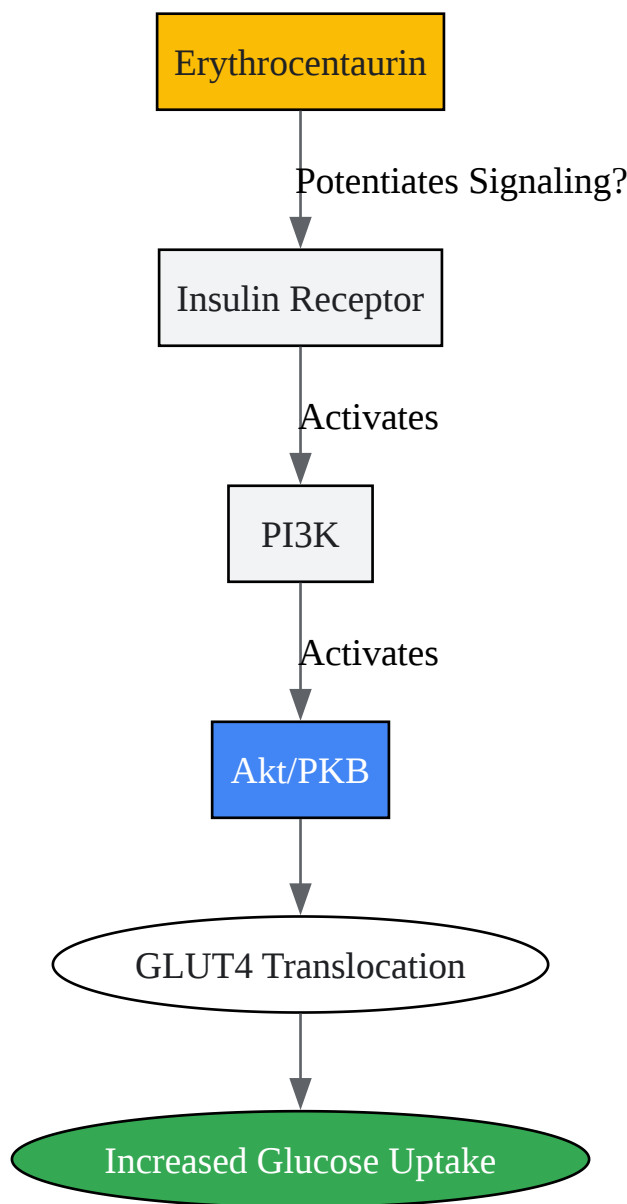 Erythrocentaurin
Potentiates Signaling?
Insulin Receptor
Activates
PI3K
Activates
Akt/PKB
GLUT4 Translocation
Increased Glucose Uptake